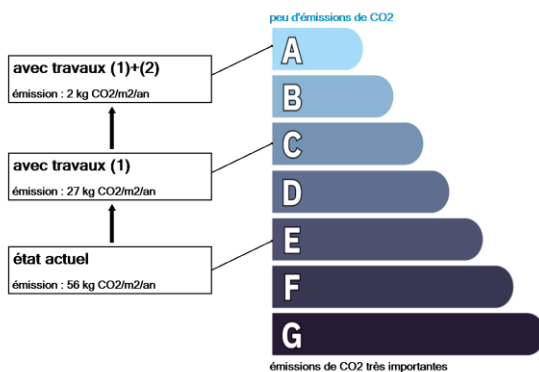 peu d'émissions de CO2
A
avec travaux (1)+(2)
émission : 2 kg CO2/m2/an
B
C
avec travaux (1)
émission : 27 kg CO2/m2/an
D
E
état actuel
émission : 56 kg CO2/m2/an
F
G
émissions de CO2 très importantes